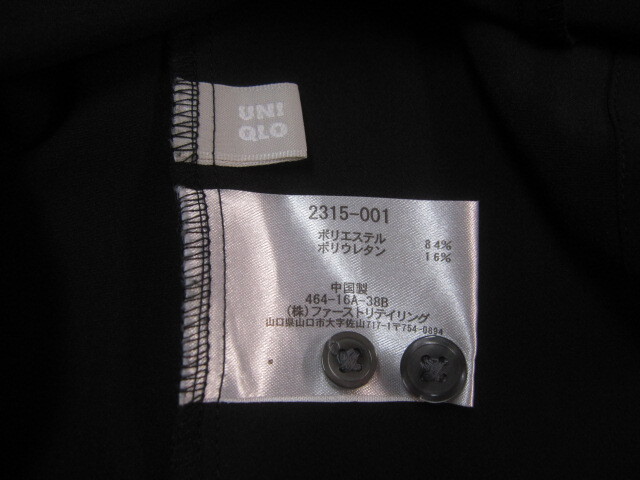 UNI
QLO
2315-001
ポリエステル 84%
ポリウレタン 16%
中国製
464-16A-38B
(株)ファーストリテイリング
山口県山口市大字佐山717-1〒754-0894